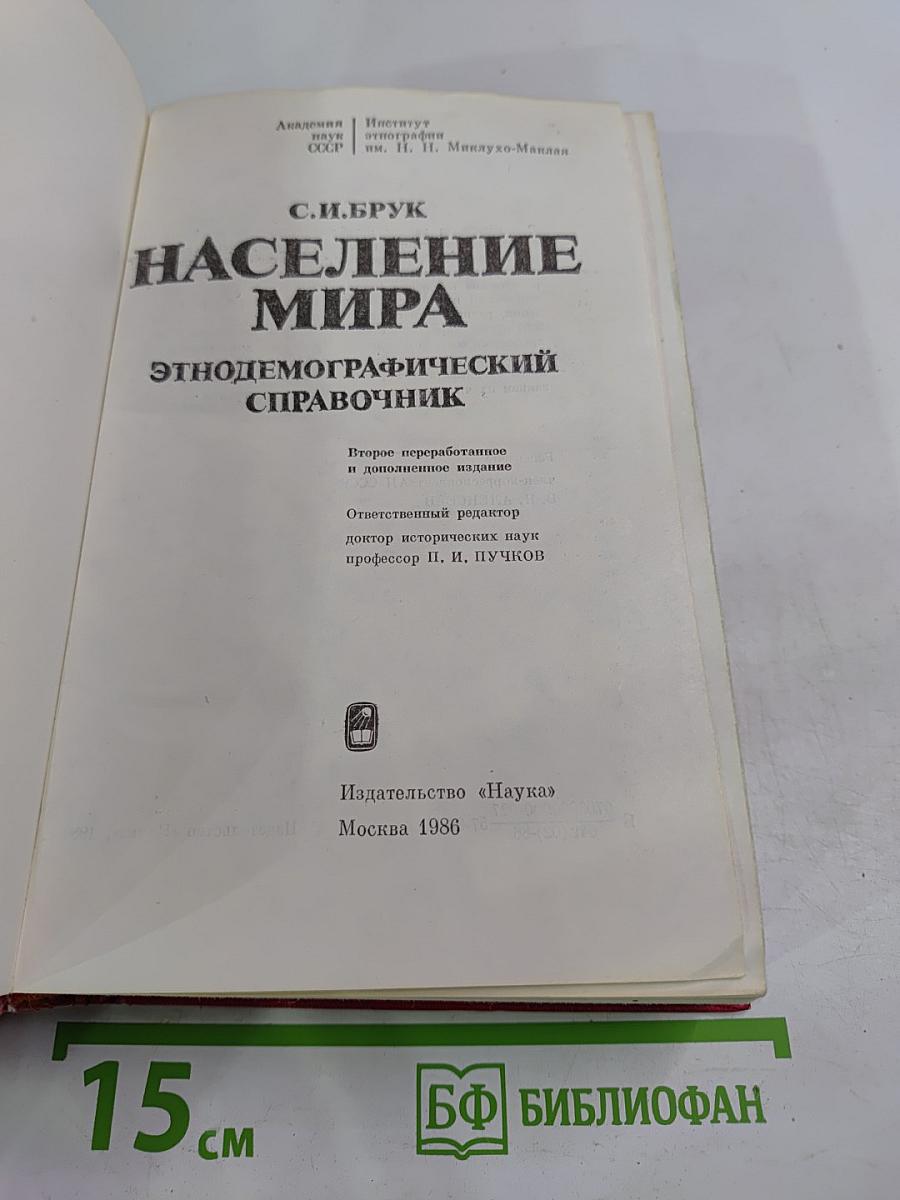 Академия
наук
СССР
Институт
этнографии
им. Н. Н. Миклухо-Маклая
С.И.БРУК
НАСЕЛЕНИЕ
МИРА
ЭТНОДЕМОГРАФИЧЕСКИЙ
СПРАВОЧНИК
Второе переработанное
и дополненное издание
Ответственный редактор
доктор исторических наук
профессор П. И. ПУЧКОВ
Издательство «Наука»
Москва 1986
15 см
БФ БИБЛИОФАН